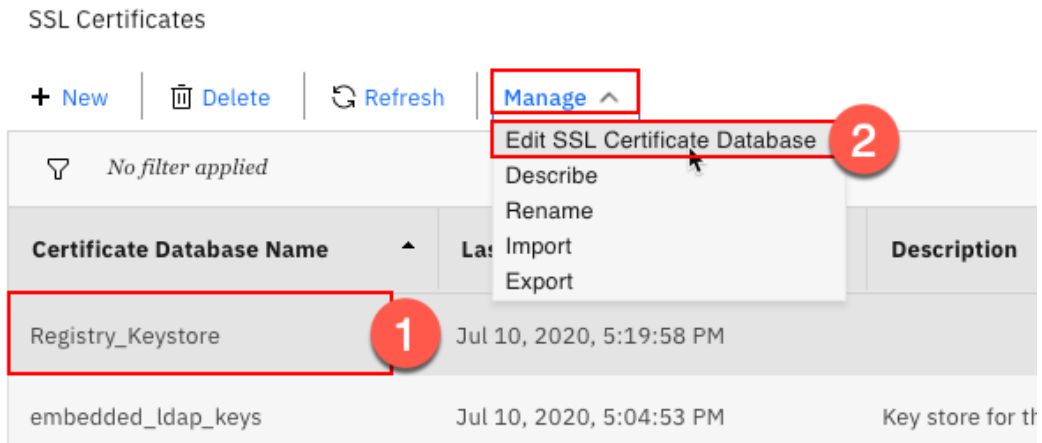 SSL Certificates
+ New Delete Refresh Manage
Edit SSL Certificate Database 2
No filter applied
Describe
Rename
Import
Export
Certificate Database Name Description
Registry_Keystore 1 Jul 10, 2020, 5:19:58 PM
embedded_ldap_keys Jul 10, 2020, 5:04:53 PM Key store for